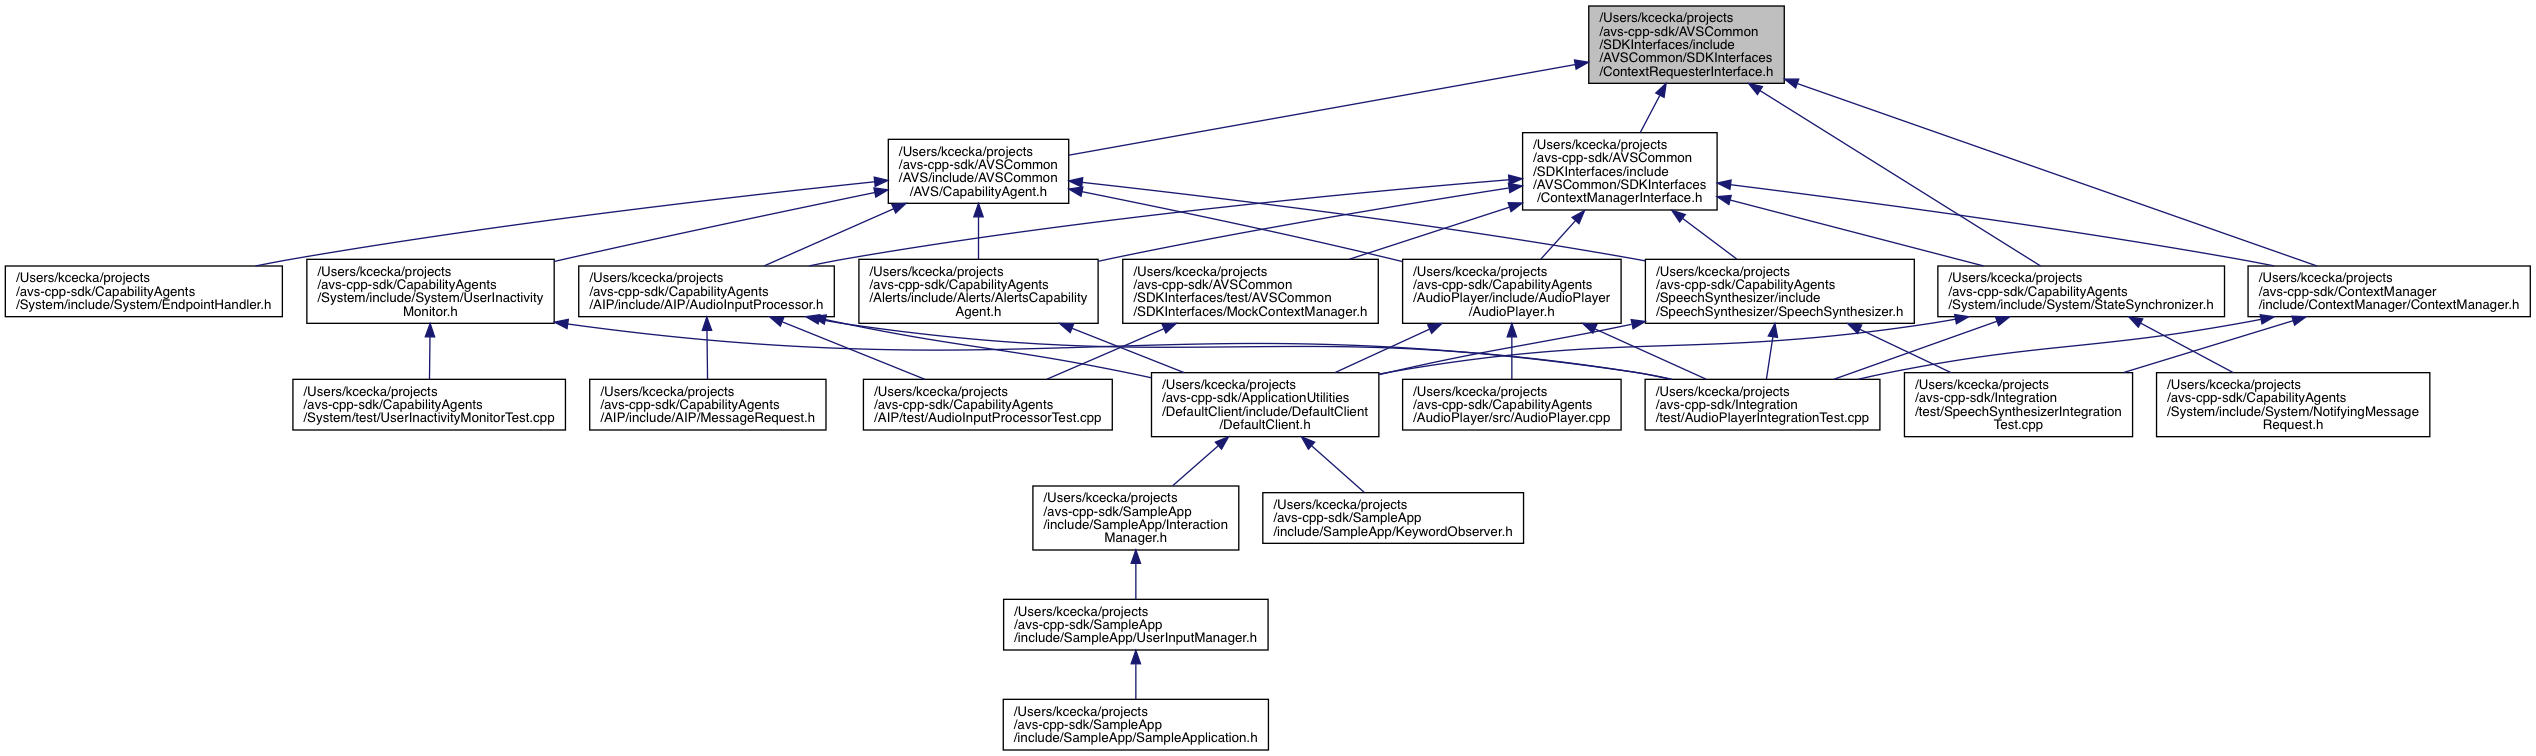 /Users/kcecka/projects
/avs-cpp-sdk/AVSCommon
/SDKInterfaces/include
/AVSCommon/SDKInterfaces
/ContextRequesterInterface.h
/Users/kcecka/projects
/avs-cpp-sdk/AVSCommon
/AVS/include/AVSCommon
/AVS/CapabilityAgent.h
/Users/kcecka/projects
/avs-cpp-sdk/AVSCommon
/SDKInterfaces/include
/AVSCommon/SDKInterfaces
/ContextManagerInterface.h
/Users/kcecka/projects
/avs-cpp-sdk/CapabilityAgents
/System/include/System/EndpointHandler.h
/Users/kcecka/projects
/avs-cpp-sdk/CapabilityAgents
/System/include/System/UserInactivity
Monitor.h
/Users/kcecka/projects
/avs-cpp-sdk/CapabilityAgents
/AIP/include/AIP/AudioInputProcessor.h
/Users/kcecka/projects
/avs-cpp-sdk/CapabilityAgents
/Alerts/include/Alerts/AlertsCapability
Agent.h
/Users/kcecka/projects
/avs-cpp-sdk/AVSCommon
/SDKInterfaces/test/AVSCommon
/SDKInterfaces/MockContextManager.h
/Users/kcecka/projects
/avs-cpp-sdk/CapabilityAgents
/AudioPlayer/include/AudioPlayer
/AudioPlayer.h
/Users/kcecka/projects
/avs-cpp-sdk/CapabilityAgents
/SpeechSynthesizer/include
/SpeechSynthesizer/SpeechSynthesizer.h
/Users/kcecka/projects
/avs-cpp-sdk/CapabilityAgents
/System/include/System/StateSynchronizer.h
/Users/kcecka/projects
/avs-cpp-sdk/ContextManager
/include/ContextManager/ContextManager.h
/Users/kcecka/projects
/avs-cpp-sdk/CapabilityAgents
/System/test/UserInactivityMonitorTest.cpp
/Users/kcecka/projects
/avs-cpp-sdk/CapabilityAgents
/AIP/include/AIP/MessageRequest.h
/Users/kcecka/projects
/avs-cpp-sdk/CapabilityAgents
/AIP/test/AudioInputProcessorTest.cpp
/Users/kcecka/projects
/avs-cpp-sdk/ApplicationUtilities
/DefaultClient/include/DefaultClient
/DefaultClient.h
/Users/kcecka/projects
/avs-cpp-sdk/CapabilityAgents
/AudioPlayer/src/AudioPlayer.cpp
/Users/kcecka/projects
/avs-cpp-sdk/Integration
/test/AudioPlayerIntegrationTest.cpp
/Users/kcecka/projects
/avs-cpp-sdk/Integration
/test/SpeechSynthesizerIntegration
Test.cpp
/Users/kcecka/projects
/avs-cpp-sdk/CapabilityAgents
/System/include/System/NotifyingMessage
Request.h
/Users/kcecka/projects
/avs-cpp-sdk/SampleApp
/include/SampleApp/Interaction
Manager.h
/Users/kcecka/projects
/avs-cpp-sdk/SampleApp
/include/SampleApp/KeywordObserver.h
/Users/kcecka/projects
/avs-cpp-sdk/SampleApp
/include/SampleApp/UserInputManager.h
/Users/kcecka/projects
/avs-cpp-sdk/SampleApp
/include/SampleApp/SampleApplication.h